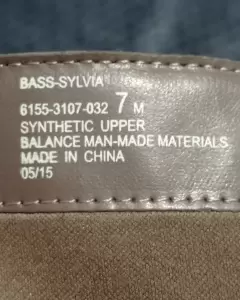 BASS-SYLVIA
6155-3107-032 7 M
SYNTHETIC UPPER
BALANCE MAN-MADE MATERIALS
MADE IN CHINA
05/15